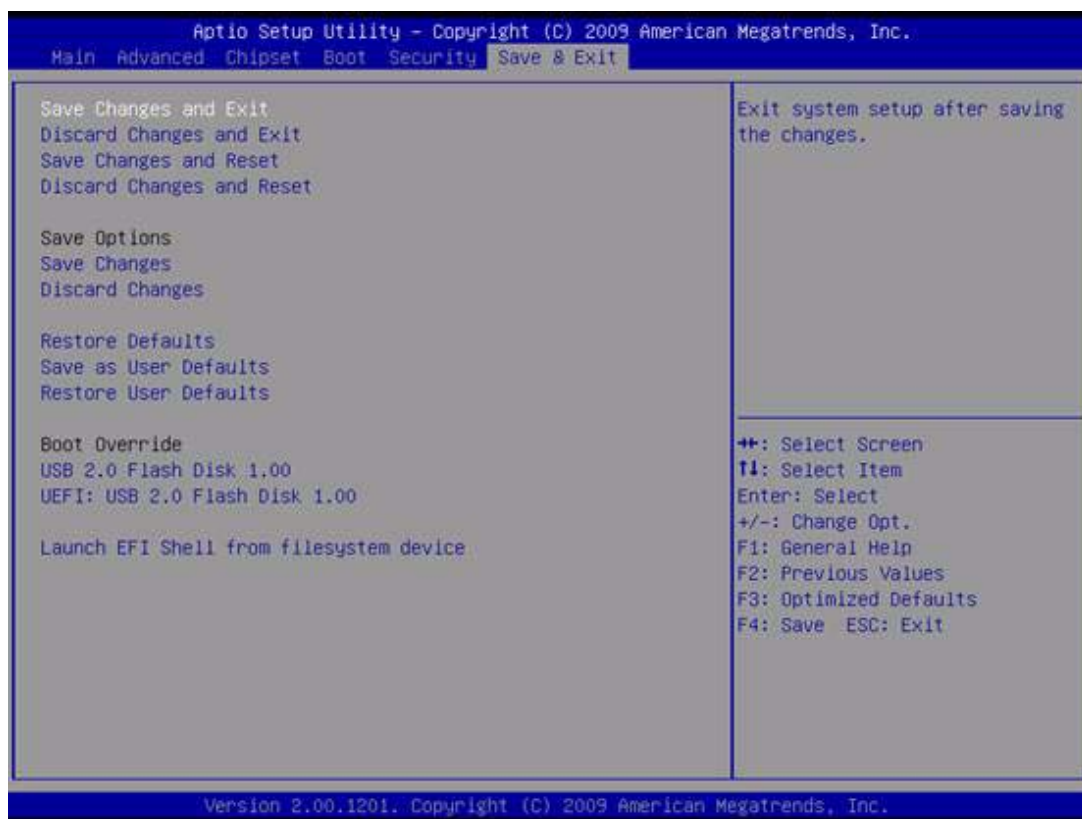 Aptio Setup Utility – Copyright (C) 2009 American Megatrends, Inc.
Main Advanced Chipset Boot Security Save & Exit
Save Changes and Exit
Discard Changes and Exit
Save Changes and Reset
Discard Changes and Reset
Save Options
Save Changes
Discard Changes
Restore Defaults
Save as User Defaults
Restore User Defaults
Boot Override
USB 2.0 Flash Disk 1.00
UEFI: USB 2.0 Flash Disk 1.00
Launch EFI Shell from filesystem device
Exit system setup after saving
the changes.
→←: Select Screen
↑↓: Select Item
Enter: Select
+/-: Change Opt.
F1: General Help
F2: Previous Values
F3: Optimized Defaults
F4: Save ESC: Exit
Version 2.00.1201. Copyright (C) 2009 American Megatrends, Inc.